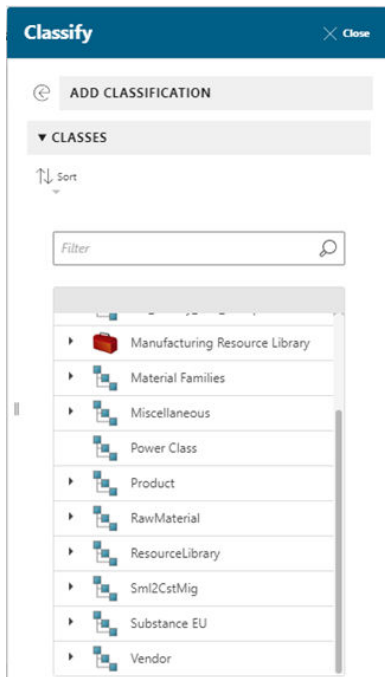 Classify
Close
ADD CLASSIFICATION
CLASSES
Sort
Filter
Manufacturing Resource Library
Material Families
Miscellaneous
Power Class
Product
RawMaterial
ResourceLibrary
Sml2CstMig
Substance EU
Vendor